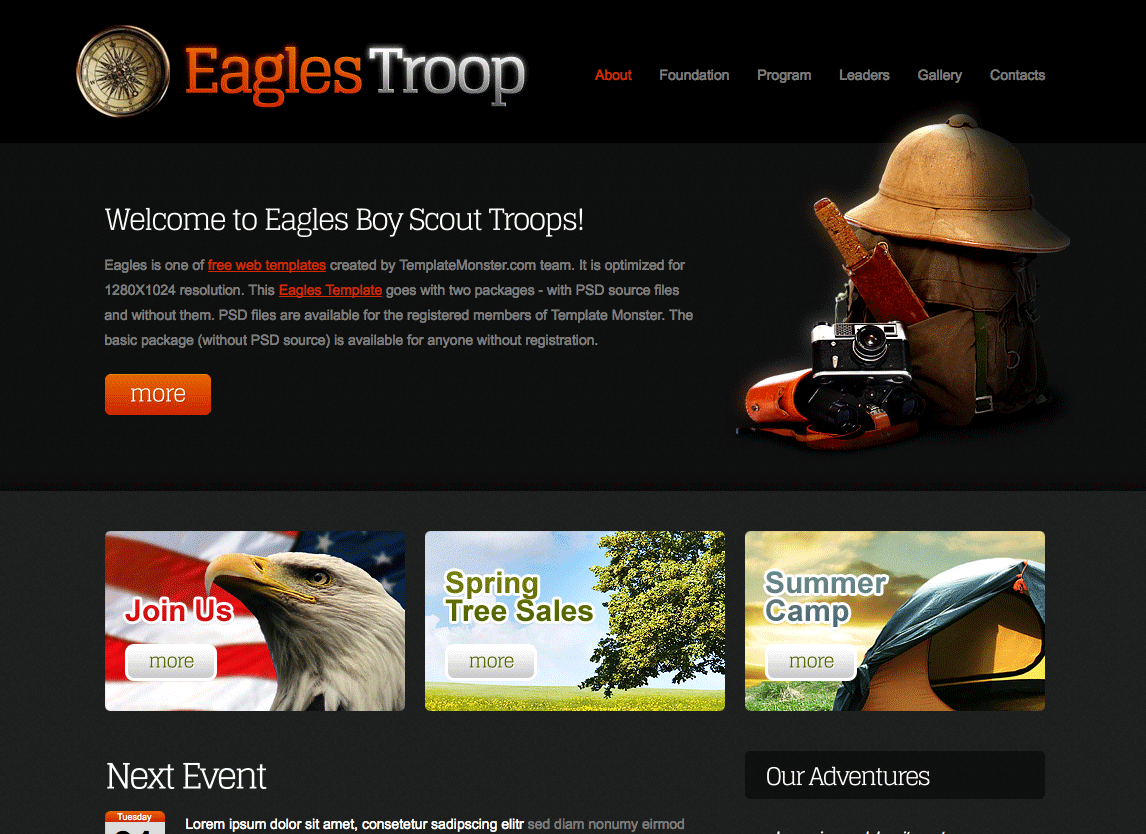 Eagles Troop
About Foundation Program Leaders Gallery Contacts
Welcome to Eagles Boy Scout Troops!
Eagles is one of free web templates created by TemplateMonster.com team. It is optimized for
1280X1024 resolution. This Eagles Template goes with two packages - with PSD source files
and without them. PSD files are available for the registered members of Template Monster. The
basic package (without PSD source) is available for anyone without registration.
more
Join Us
more
Spring
Tree Sales
more
Summer
Camp
more
Next Event
Tuesday
Lorem ipsum dolor sit amet, consetetur sadipscing elitr sed diam nonumy eirmod
Our Adventures